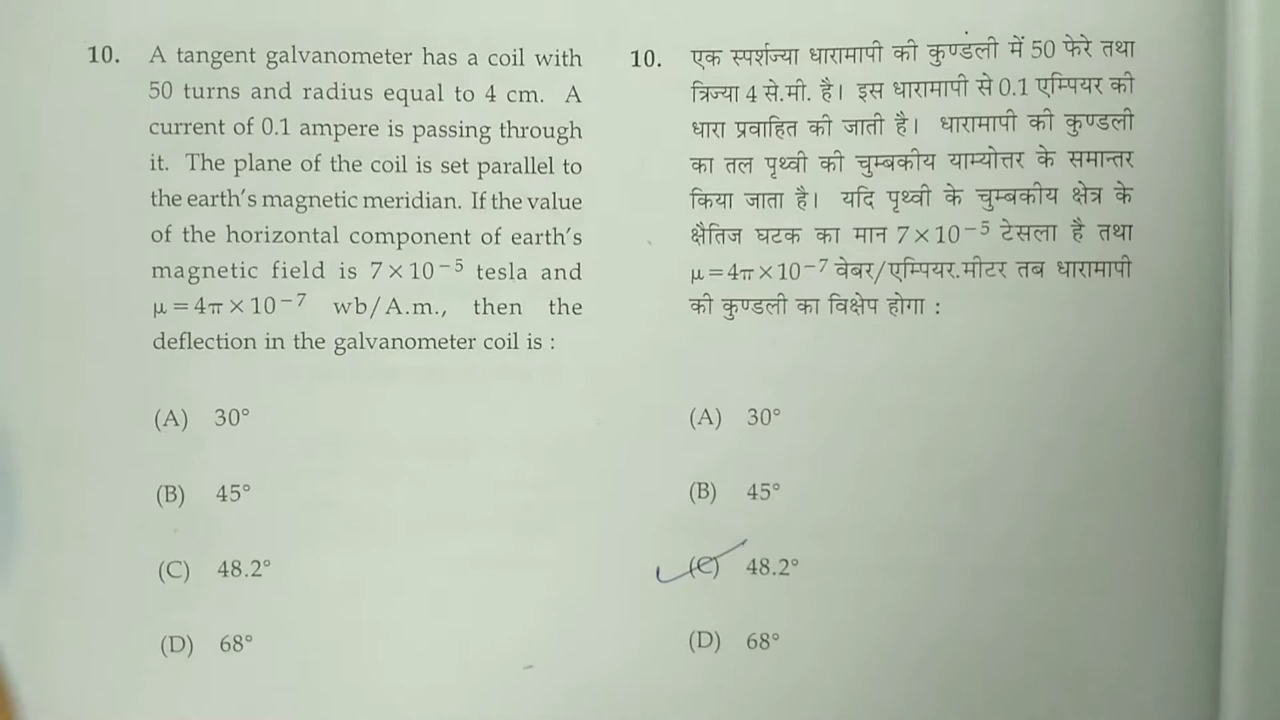 10. A tangent galvanometer has a coil with
50 turns and radius equal to 4 cm. A
current of 0.1 ampere is passing through
it. The plane of the coil is set parallel to
the earth's magnetic meridian. If the value
of the horizontal component of earth's
magnetic field is 7×10⁻⁵ tesla and
μ=4π×10⁻⁷ wb/A.m., then the
deflection in the galvanometer coil is :
(A) 30°
(B) 45°
(C) 48.2°
(D) 68°
10. एक स्पर्शज्या धारामापी की कुण्डली में 50 फेरे तथा
त्रिज्या 4 से.मी. है। इस धारामापी से 0.1 एम्पियर की
धारा प्रवाहित की जाती है। धारामापी की कुण्डली
का तल पृथ्वी की चुम्बकीय याम्योत्तर के समान्तर
किया जाता है। यदि पृथ्वी के चुम्बकीय क्षेत्र के
क्षैतिज घटक का मान 7×10⁻⁵ टेसला है तथा
μ=4π×10⁻⁷ वेबर/एम्पियर.मीटर तब धारामापी
की कुण्डली का विक्षेप होगा :
(A) 30°
(B) 45°
(C) 48.2°
(D) 68°